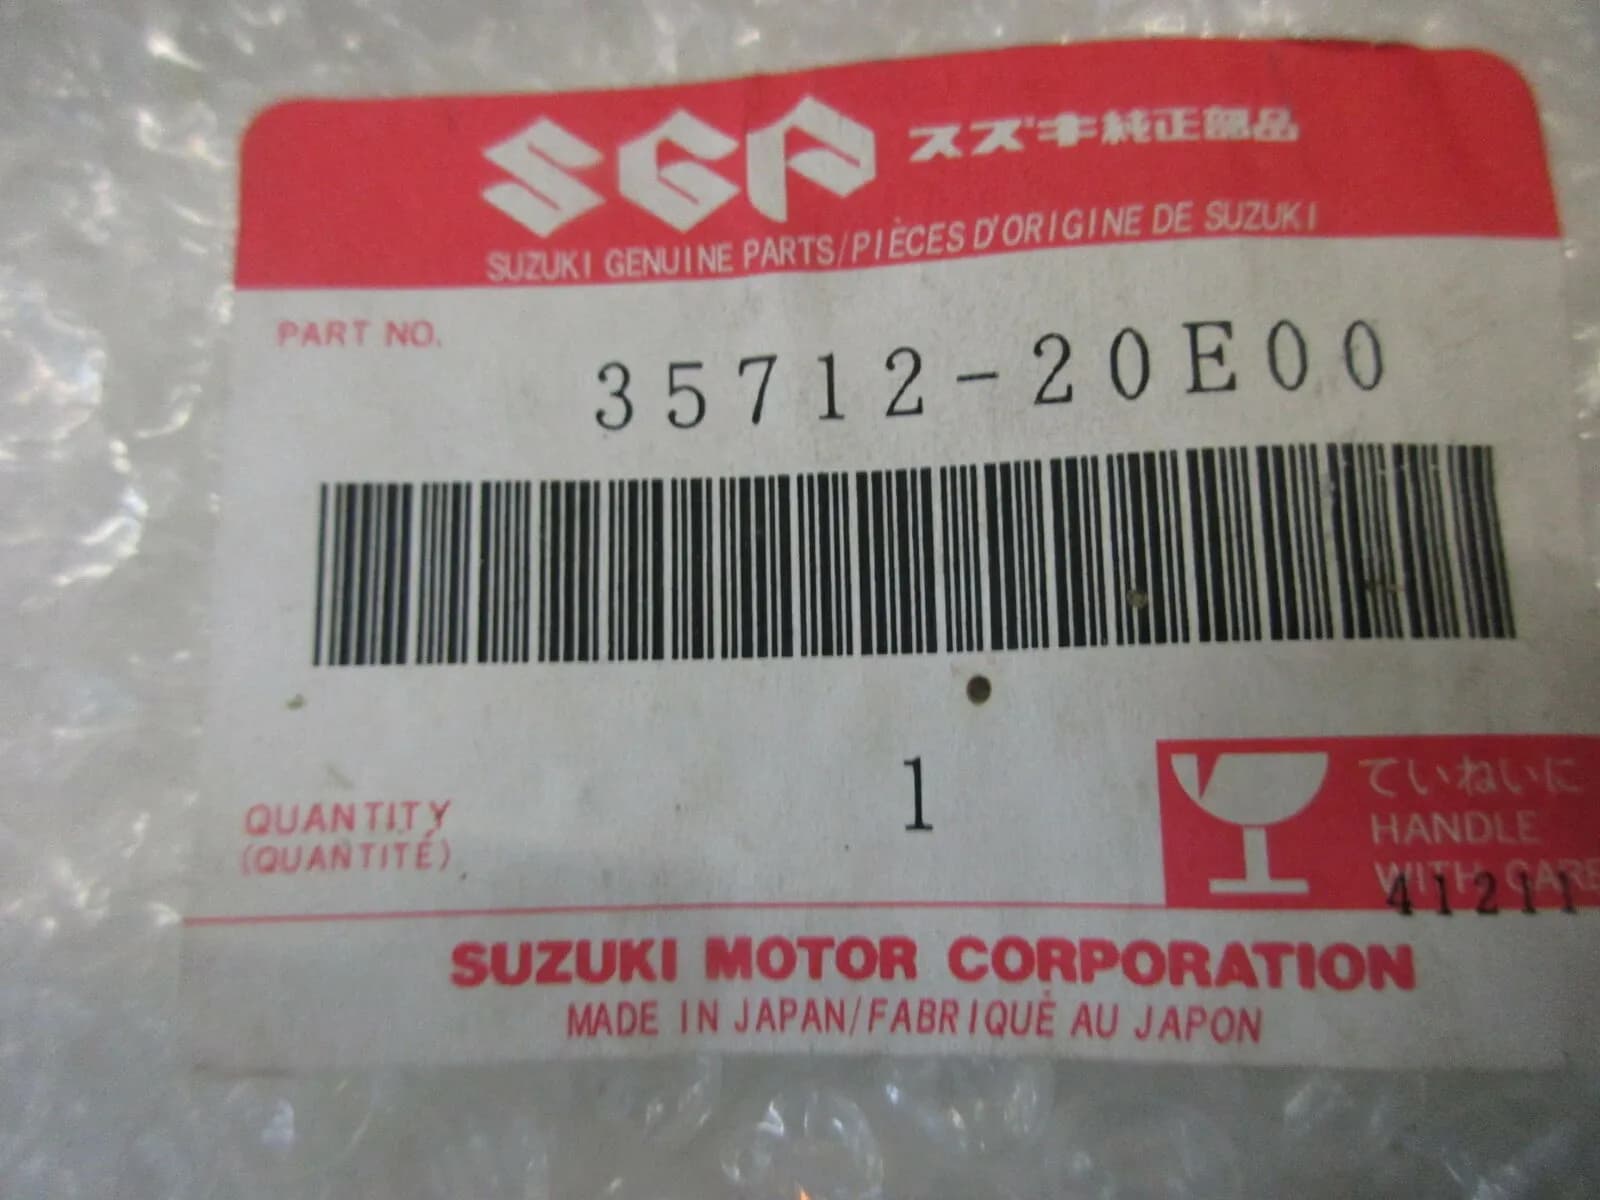 SGP スズキ純正部品
SUZUKI GENUINE PARTS/PIÈCES D'ORIGINE DE SUZUKI
PART NO.
35712-20E00
1
QUANTITY
(QUANTITÉ)
ていねいに
HANDLE
WITH CARE
41211
SUZUKI MOTOR CORPORATION
MADE IN JAPAN/FABRIQUÉ AU JAPON